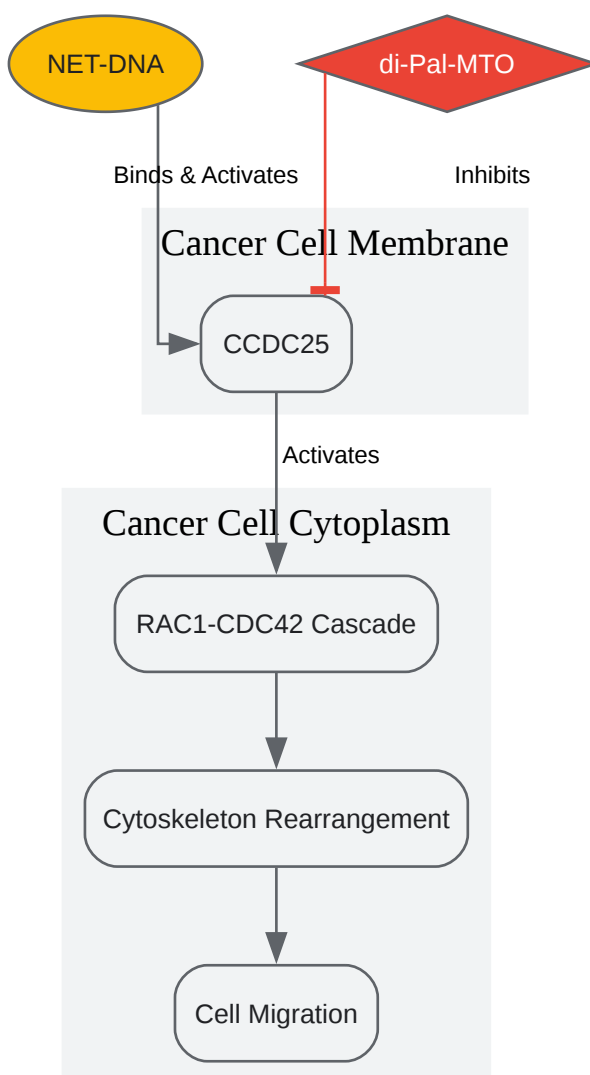 NET-DNA
di-Pal-MTO
Binds & Activates
Inhibits
Cancer Cell Membrane
CCDC25
Activates
Cancer Cell Cytoplasm
RAC1-CDC42 Cascade
Cytoskeleton Rearrangement
Cell Migration